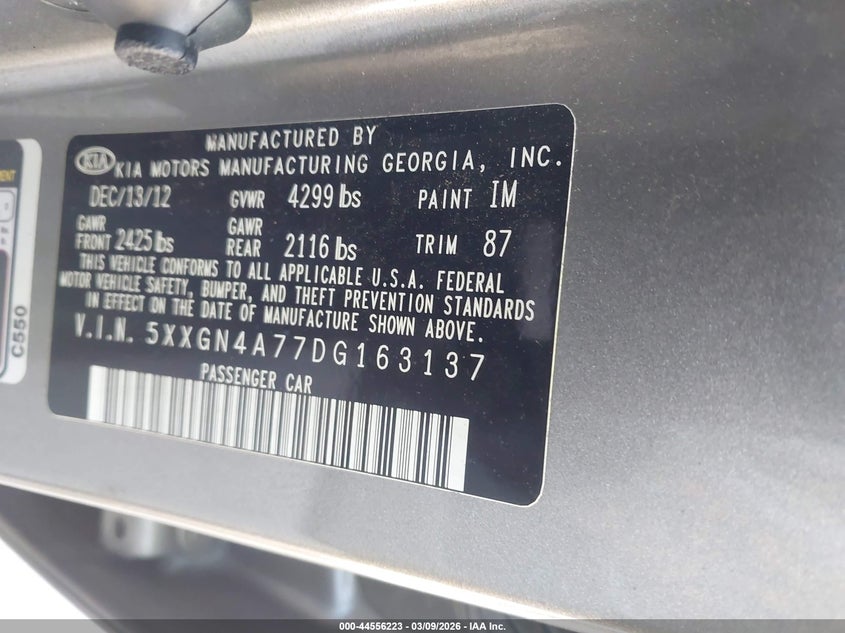 MANUFACTURED BY
KIA KIA MOTORS MANUFACTURING GEORGIA, INC.
DEC/13/12 GVWR 4299 lbs PAINT IM
GAWR FRONT 2425 lbs GAWR REAR 2116 lbs TRIM 87
THIS VEHICLE CONFORMS TO ALL APPLICABLE U.S.A. FEDERAL
MOTOR VEHICLE SAFETY, BUMPER, AND THEFT PREVENTION STANDARDS
IN EFFECT ON THE DATE OF MANUFACTURE SHOWN ABOVE.
V.I.N. 5XXGN4A77DG163137
PASSENGER CAR
C550
000-44556223 - 03/09/2026 - IAA Inc.